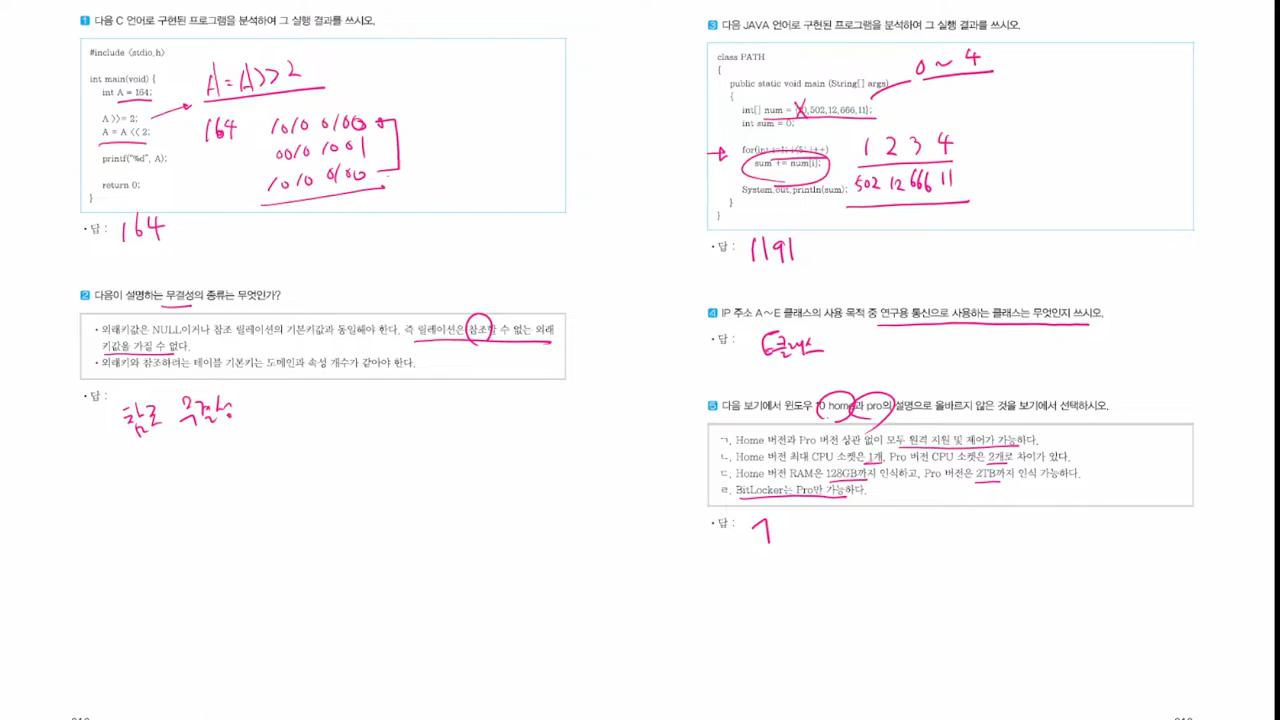 1 다음 C 언어로 구현된 프로그램을 분석하여 그 실행 결과를 쓰시오.
#include <stdio.h>
int main(void) {
int A = 164;
A >>= 2;
A = A << 2;
printf("%d", A);
return 0;
}
A = A >> 2
164 1010 0100
0010 1001
1010 0100
• 답 : 164
2 다음이 설명하는 무결성의 종류는 무엇인가?
• 외래키값은 NULL이거나 참조 릴레이션의 기본키값과 동일해야 한다. 즉 릴레이션은 참조할 수 없는 외래
키값을 가질 수 없다.
• 외래키와 참조하려는 테이블 기본키는 도메인과 속성 개수가 같아야 한다.
• 답 :
참조 무결성
3 다음 JAVA 언어로 구현된 프로그램을 분석하여 그 실행 결과를 쓰시오.
class PATH
{
public static void main (String[] args)
{
int[] num = 0,502,12,666,11};
int sum = 0;
for(int i=1; i<5; i++)
sum += num[i];
System.out.println(sum);
}
}
0 ~ 4
1 2 3 4
502 12 666 11
• 답 : 1191
4 IP 주소 A~E 클래스의 사용 목적 중 연구용 통신으로 사용하는 클래스는 무엇인지 쓰시오.
• 답 : E클래스
5 다음 보기에서 윈도우 10 home과 pro의 설명으로 올바르지 않은 것을 보기에서 선택하시오.
ㄱ. Home 버전과 Pro 버전 상관 없이 모두 원격 지원 및 제어가 가능하다.
ㄴ. Home 버전 최대 CPU 소켓은 1개, Pro 버전 CPU 소켓은 2개로 차이가 있다.
ㄷ. Home 버전 RAM은 128GB까지 인식하고, Pro 버전은 2TB까지 인식 가능하다.
ㄹ. BitLocker는 Pro만 가능하다.
• 답 : ㄱ